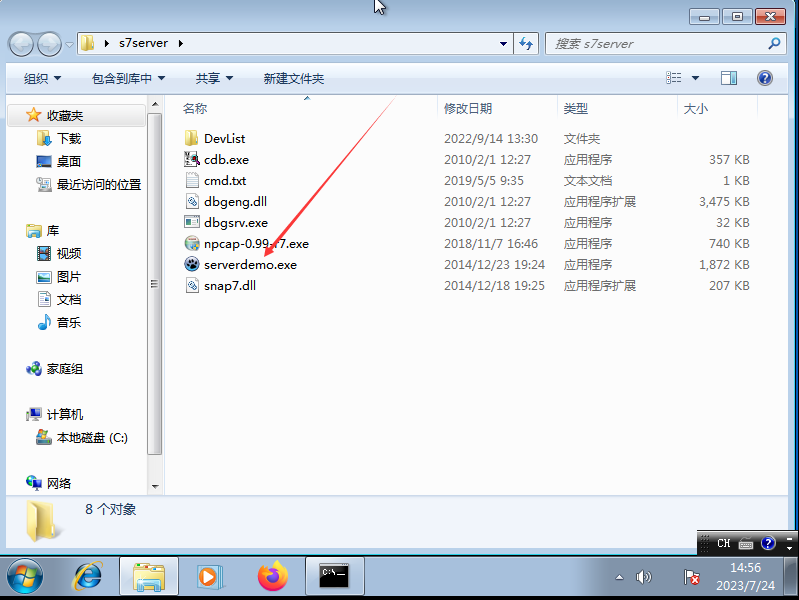 s7server
搜索 s7server
组织 包含到库中 共享 新建文件夹
收藏夹
下载
桌面
最近访问的位置
库
视频
图片
文档
音乐
家庭组
计算机
本地磁盘 (C:)
网络
名称 修改日期 类型 大小
DevList 2022/9/14 13:30 文件夹
cdb.exe 2010/2/1 12:27 应用程序 357 KB
cmd.txt 2019/5/5 9:35 文本文档 1 KB
dbgeng.dll 2010/2/1 12:27 应用程序扩展 3,475 KB
dbgsrv.exe 2010/2/1 12:27 应用程序 32 KB
npcap-0.99-r7.exe 2018/11/7 16:46 应用程序 740 KB
serverdemo.exe 2014/12/23 19:24 应用程序 1,872 KB
snap7.dll 2014/12/18 19:25 应用程序扩展 207 KB
8 个对象
CH
C:\
14:56
2023/7/24